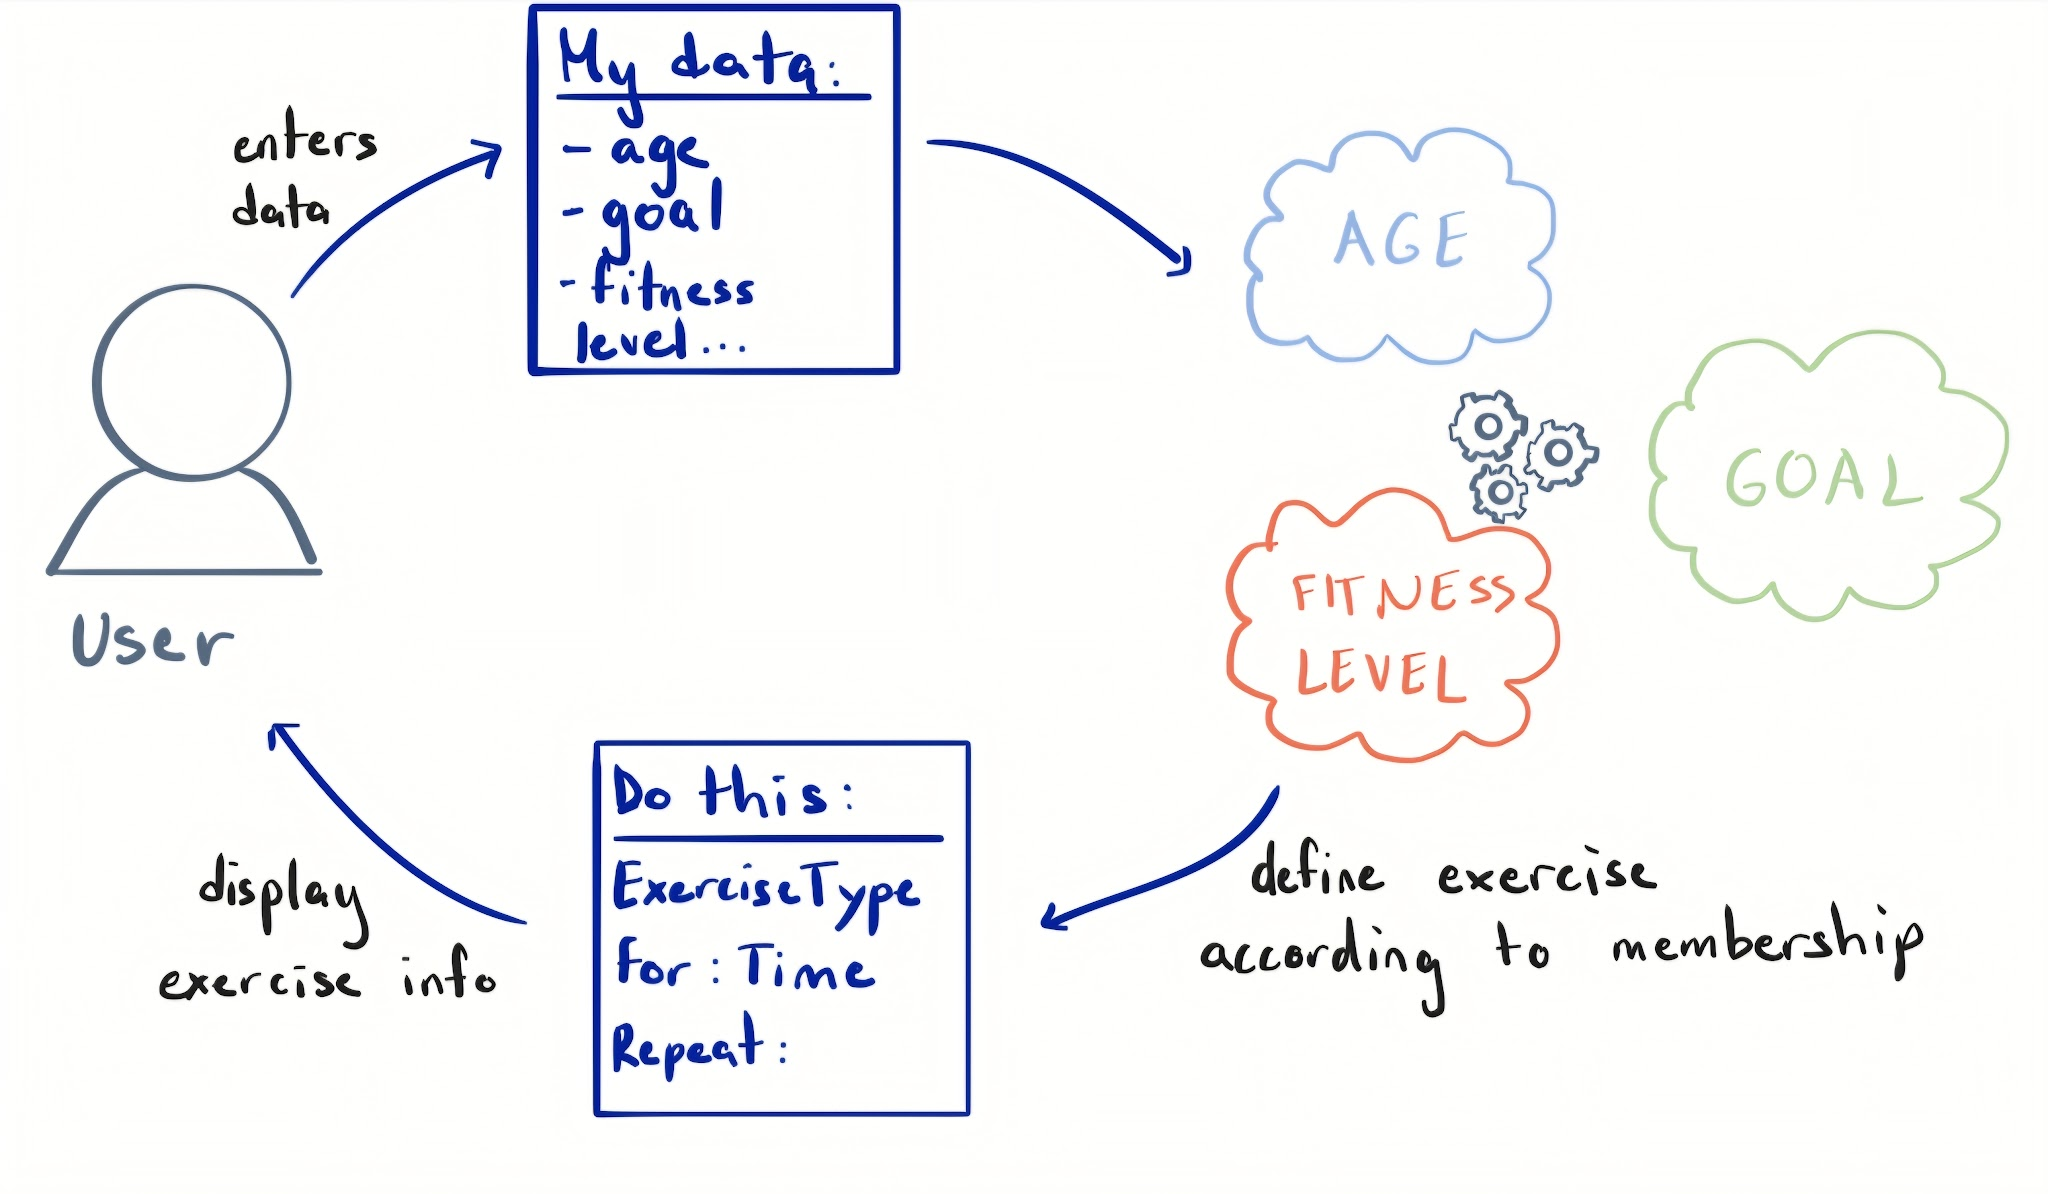 enters
data
My data:
- age
- goal
- fitness
level...
AGE
GOAL
FITNESS
LEVEL
User
define exercise
according to membership
Do this:
ExerciseType
For: Time
Repeat:
display
exercise info